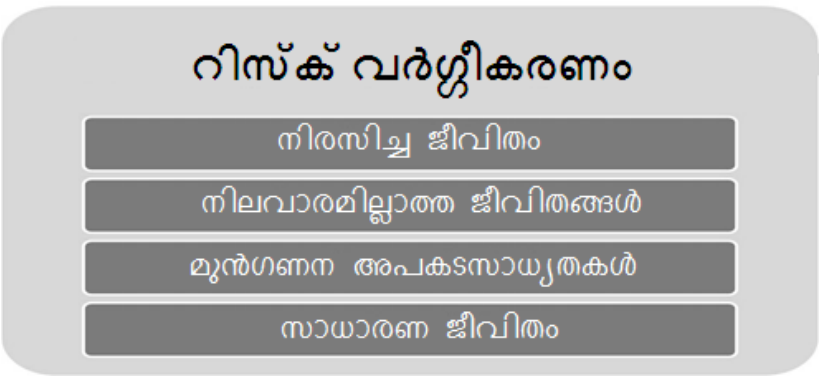 റിസ്ക് വർഗ്ഗീകരണം
നിരസിച്ച ജീവിതം
നിലവാരമില്ലാത്ത ജീവിതങ്ങൾ
മുൻഗണന അപകടസാധ്യതകൾ
സാധാരണ ജീവിതം